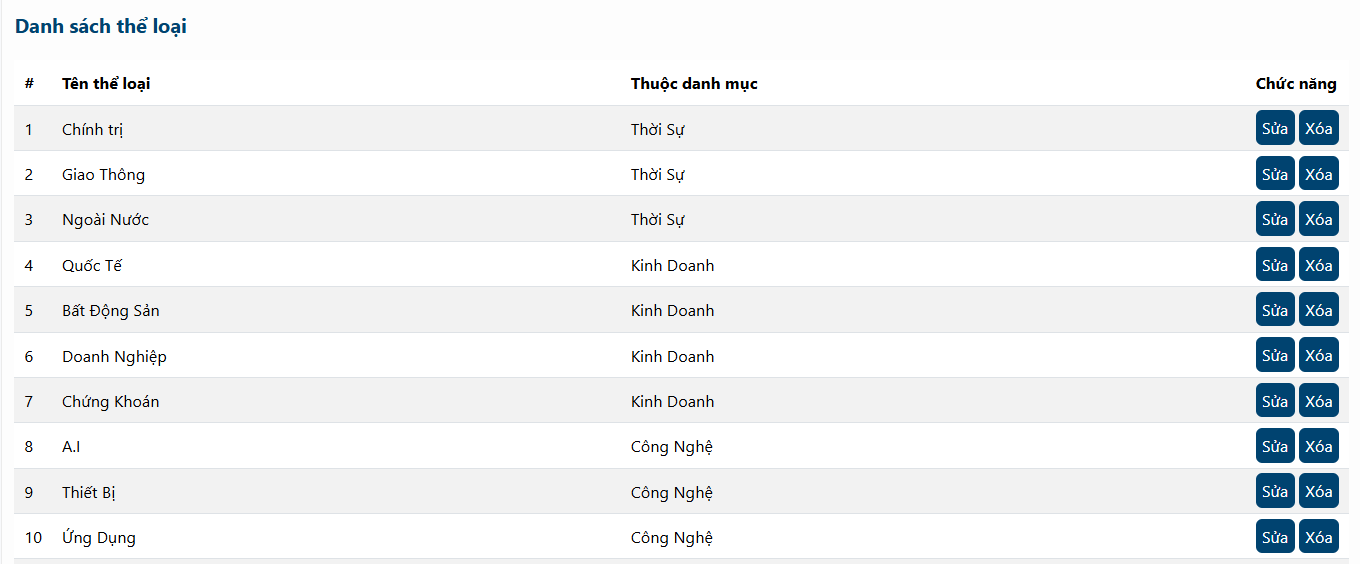 Danh sách thể loại
# Tên thể loại Thuộc danh mục Chức năng
1 Chính trị Thời Sự Sửa Xóa
2 Giao Thông Thời Sự Sửa Xóa
3 Ngoài Nước Thời Sự Sửa Xóa
4 Quốc Tế Kinh Doanh Sửa Xóa
5 Bất Động Sản Kinh Doanh Sửa Xóa
6 Doanh Nghiệp Kinh Doanh Sửa Xóa
7 Chứng Khoán Kinh Doanh Sửa Xóa
8 A.I Công Nghệ Sửa Xóa
9 Thiết Bị Công Nghệ Sửa Xóa
10 Ứng Dụng Công Nghệ Sửa Xóa